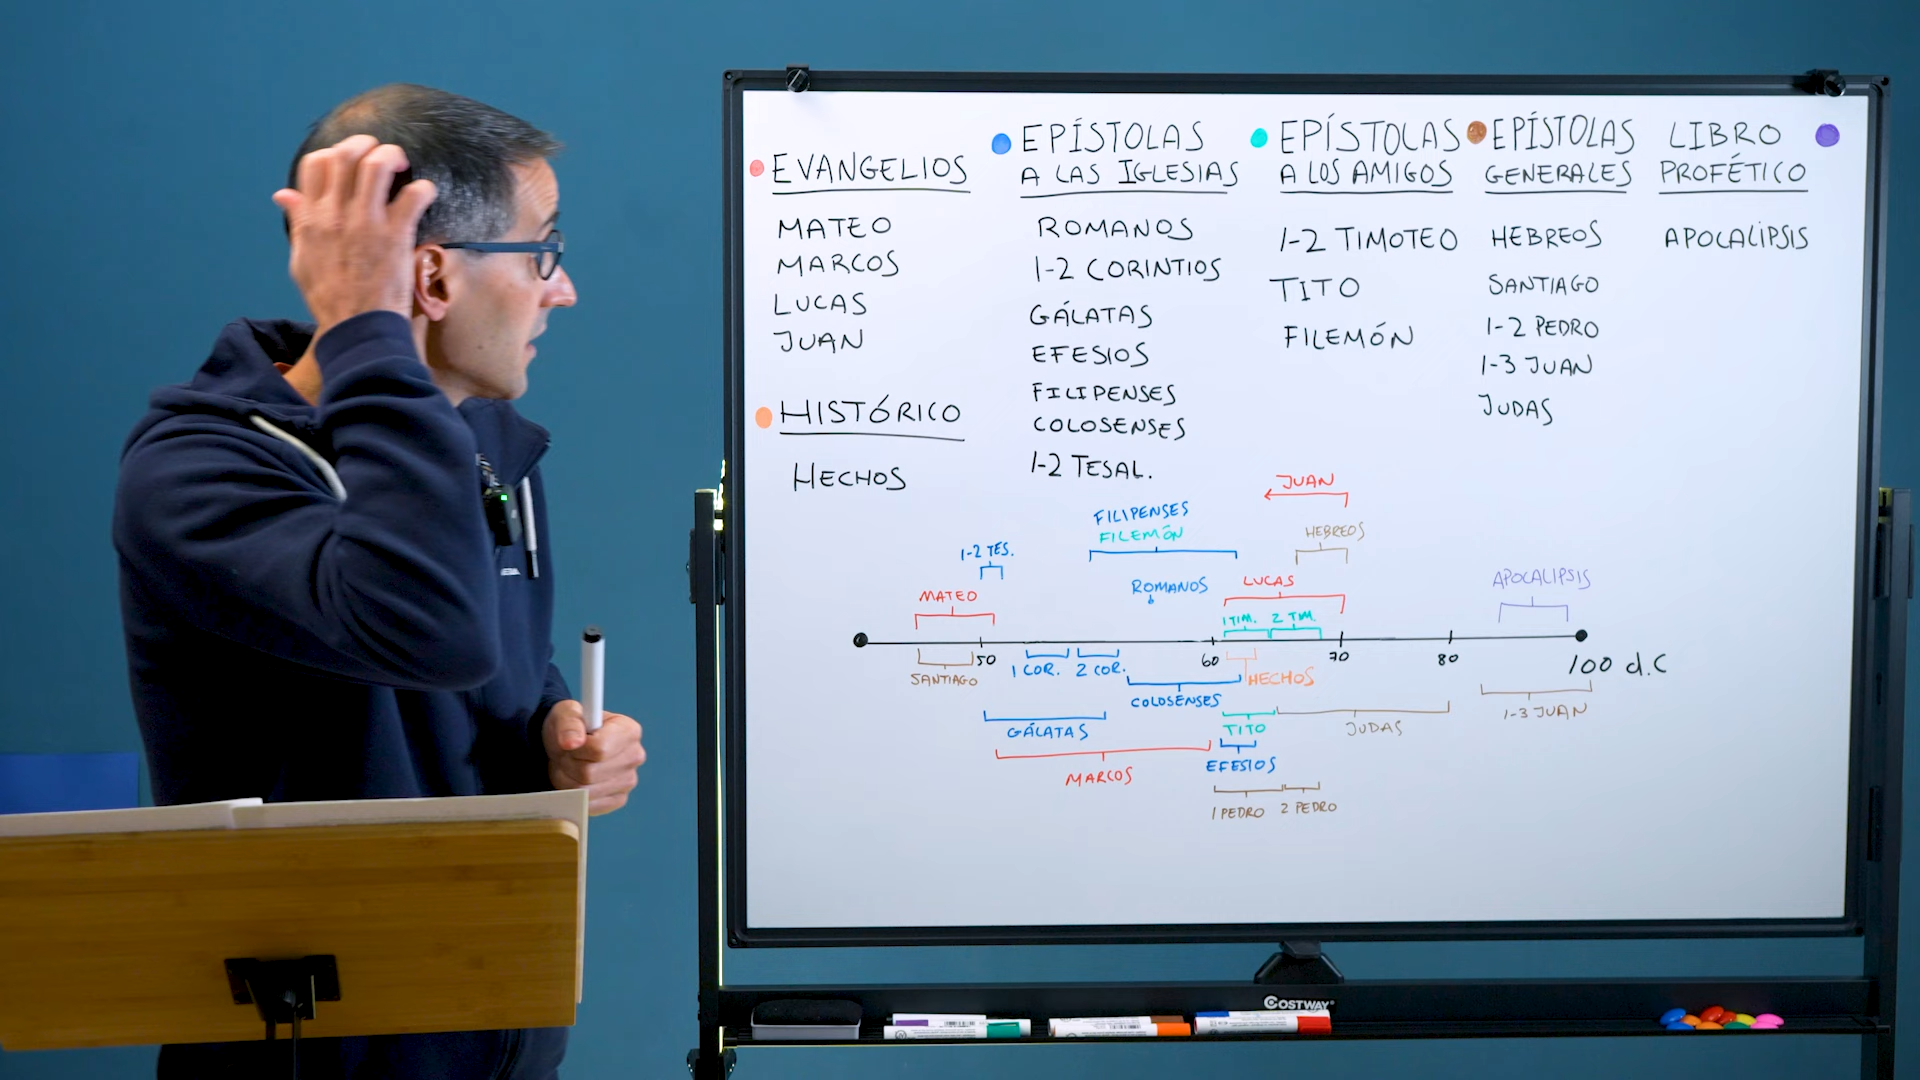 EVANGELIOS
MATEO
MARCOS
LUCAS
JUAN
HISTÓRICO
HECHOS
EPÍSTOLAS
A LAS IGLESIAS
ROMANOS
1-2 CORINTIOS
GÁLATAS
EFESIOS
FILIPENSES
COLOSENSES
1-2 TESAL.
EPÍSTOLAS
A LOS AMIGOS
1-2 TIMOTEO
TITO
FILEMÓN
EPÍSTOLAS
GENERALES
HEBREOS
SANTIAGO
1-2 PEDRO
1-3 JUAN
JUDAS
LIBRO
PROFÉTICO
APOCALIPSIS
JUAN
FILIPENSES
FILEMÓN
HEBREOS
1-2 TES.
ROMANOS
LUCAS
APOCALIPSIS
MATEO
1 TIM. 2 TIM.
50 60 70 80 100 d.C
SANTIAGO
1 COR. 2 COR.
HECHOS
COLOSENSES
1-3 JUAN
GÁLATAS
TITO
JUDAS
MARCOS
EFESIOS
1 PEDRO 2 PEDRO
COSTWAY